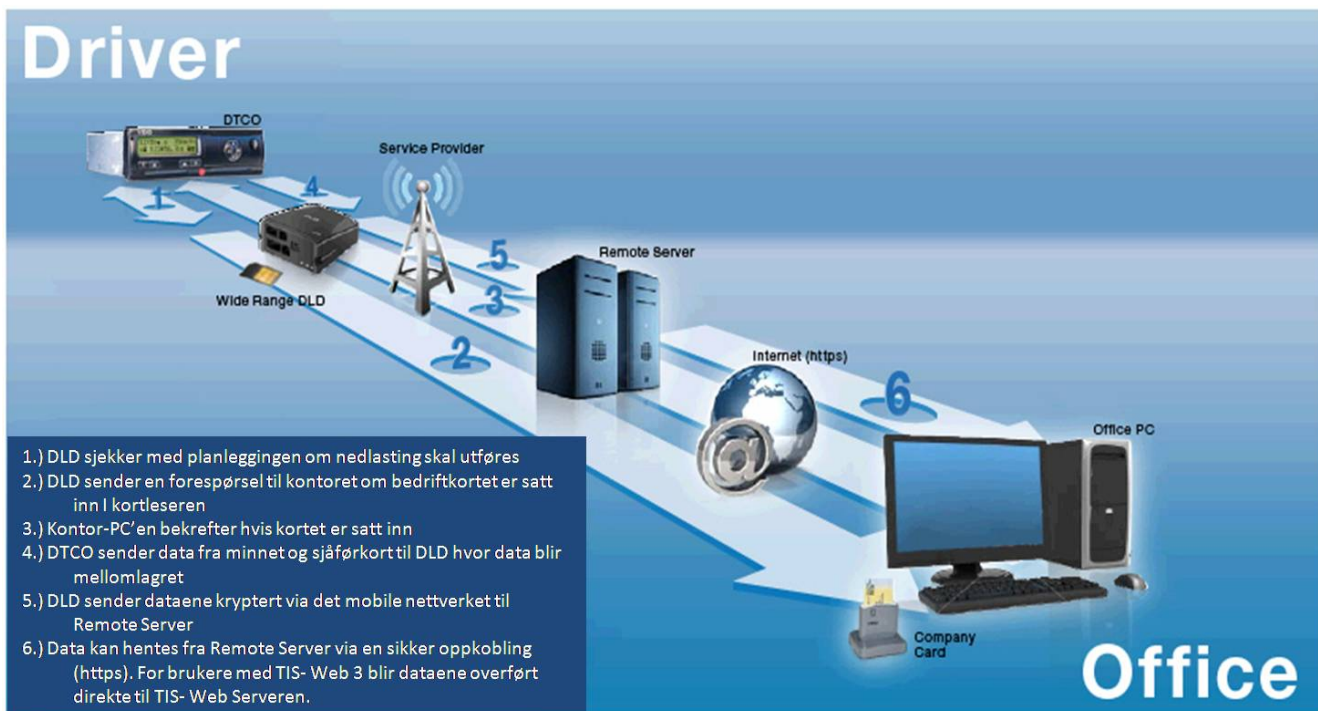 Driver
DTCO
Service Provider
1
4
5
Remote Server
Wide Range DLD
3
2
Internet (https)
6
Office PC
@
1.) DLD sjekker med planleggingen om nedlasting skal utføres
2.) DLD sender en forespørsel til kontoret om bedriftkortet er satt
inn I kortleseren
3.) Kontor-PC'en bekrefter hvis kortet er satt inn
4.) DTCO sender data fra minnet og sjåførkort til DLD hvor data blir
mellomlagret
5.) DLD sender dataene kryptert via det mobile nettverket til
Remote Server
6.) Data kan hentes fra Remote Server via en sikker oppkobling
(https). For brukere med TIS- Web 3 blir dataene overført
direkte til TIS- Web Serveren.
Company
Card
Office